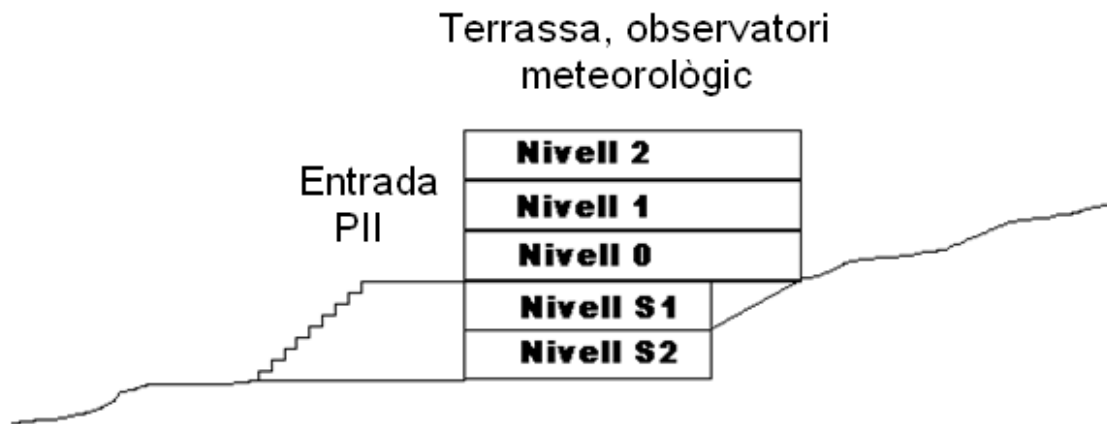 Terrassa, observatori
meteorològic
Nivell 2
Entrada
PII
Nivell 1
Nivell 0
Nivell S1
Nivell S2